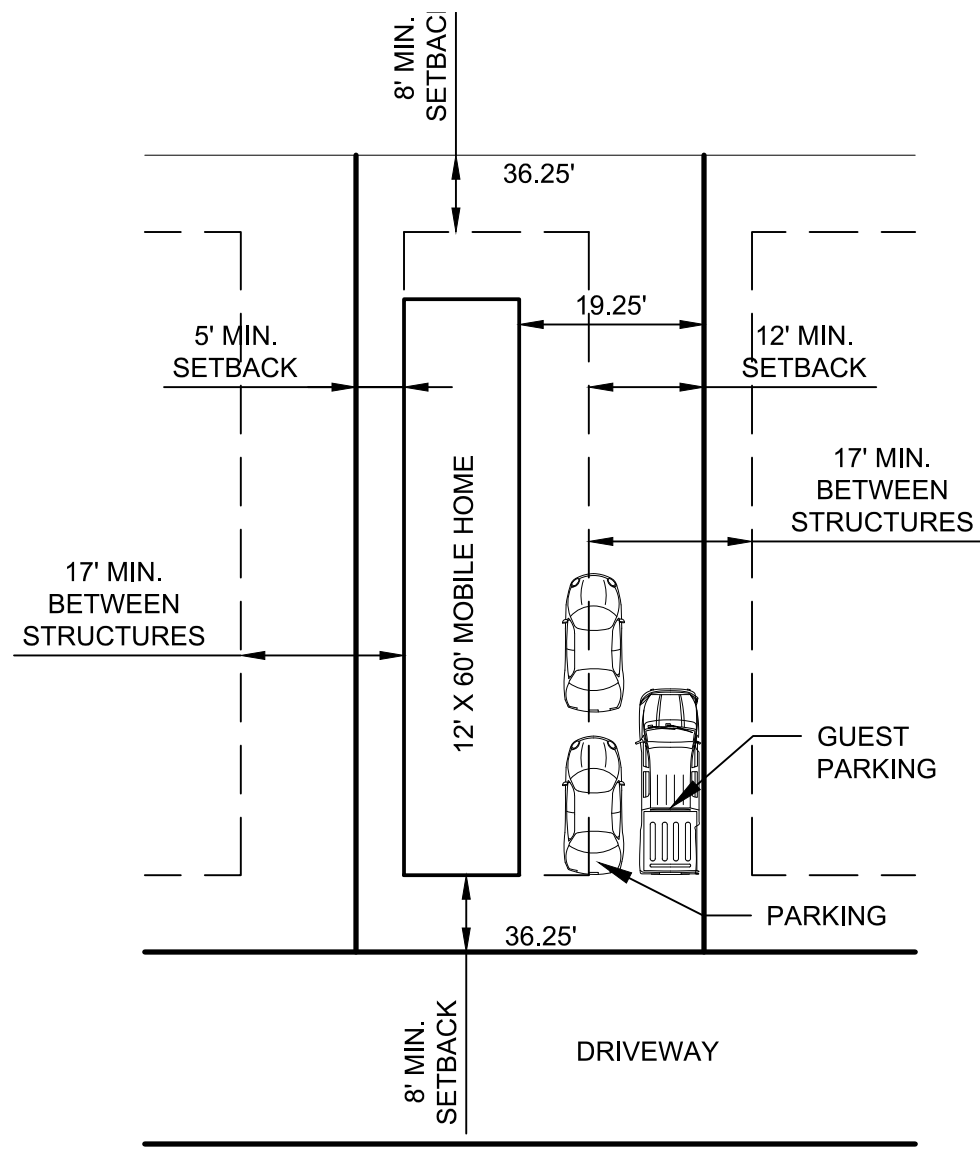 8' MIN.
SETBAC
36.25'
19.25'
5' MIN.
SETBACK
12' MIN.
SETBACK
17' MIN.
BETWEEN
STRUCTURES
12' X 60' MOBILE HOME
17' MIN.
BETWEEN
STRUCTURES
GUEST
PARKING
PARKING
36.25'
8' MIN.
SETBACK
DRIVEWAY